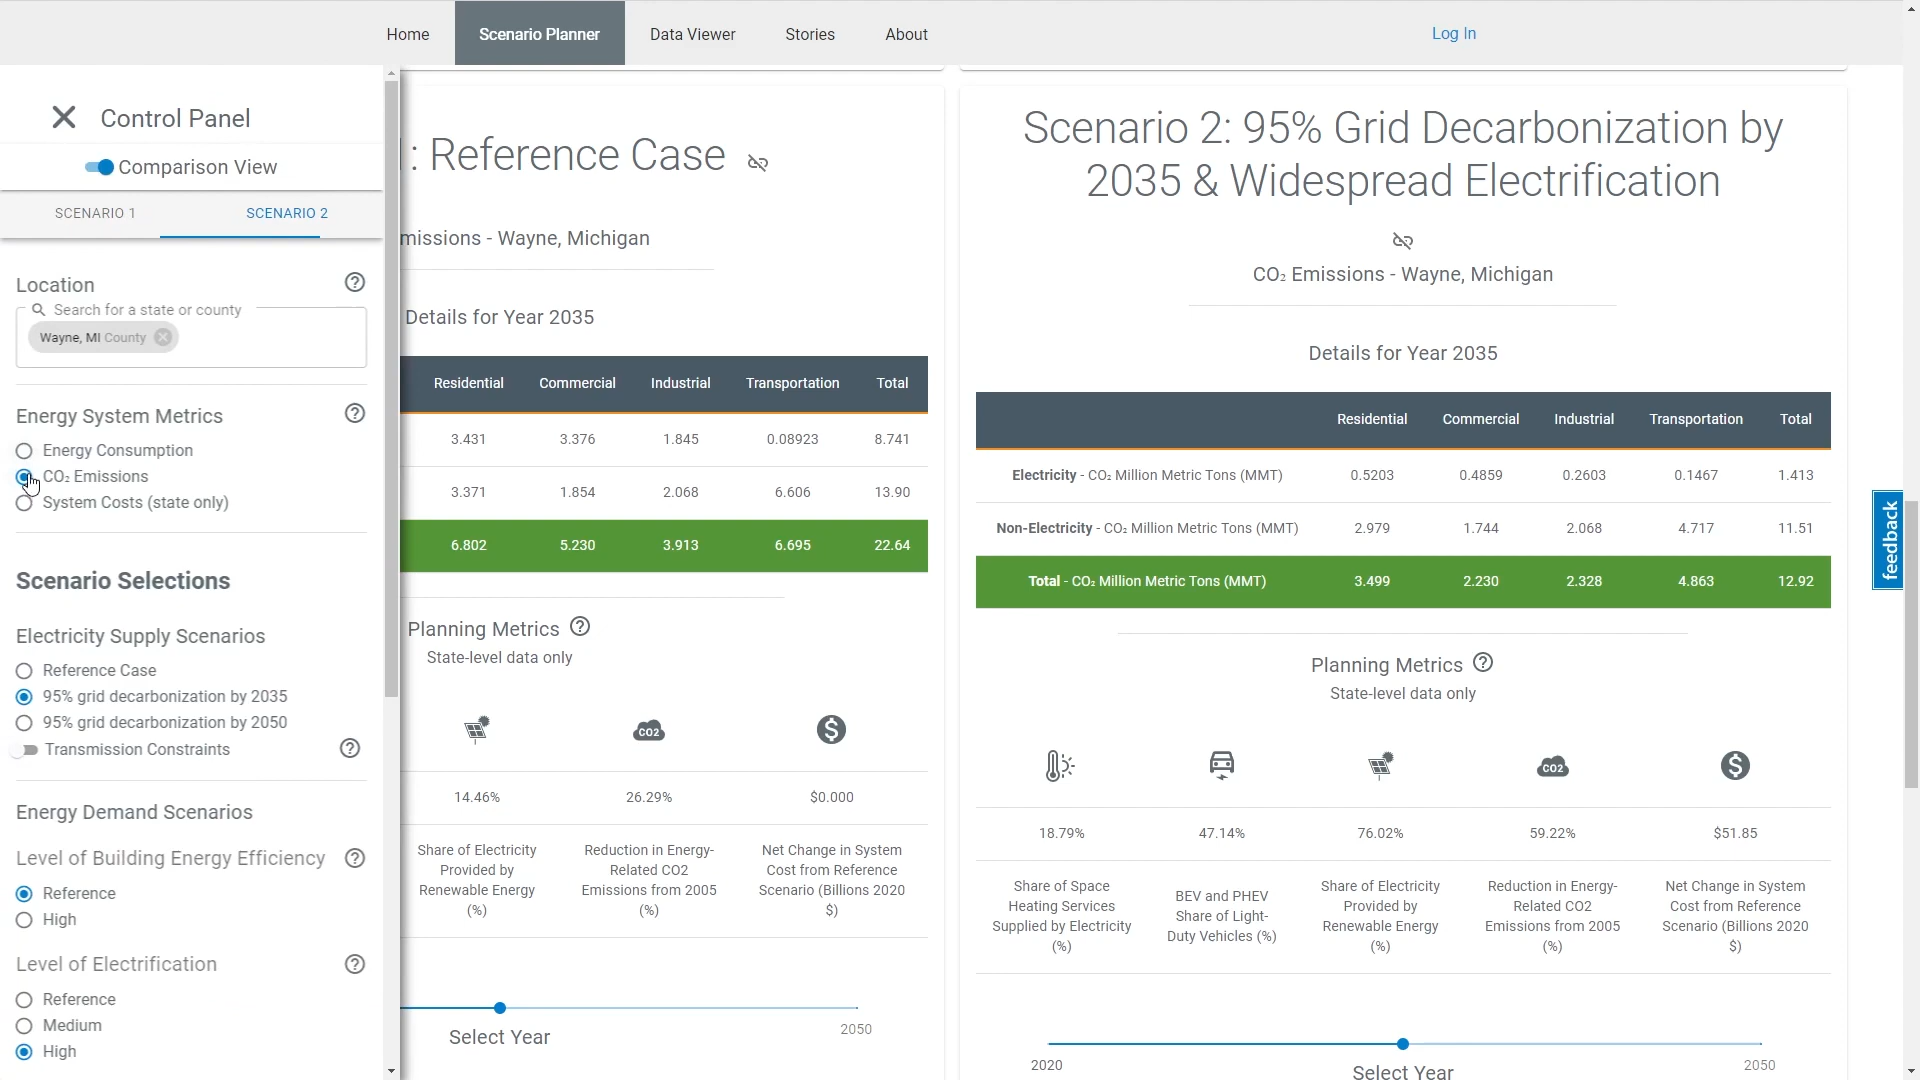 Home
Scenario Planner
Data Viewer
Stories
About
Log In
Control Panel
Comparison View
SCENARIO 1
SCENARIO 2
Location
Search for a state or county
Wayne, MI County
Energy System Metrics
Energy Consumption
CO₂ Emissions
System Costs (state only)
Scenario Selections
Electricity Supply Scenarios
Reference Case
95% grid decarbonization by 2035
95% grid decarbonization by 2050
Transmission Constraints
Energy Demand Scenarios
Level of Building Energy Efficiency
Reference
High
Level of Electrification
Reference
Medium
High
1: Reference Case
missions - Wayne, Michigan
Details for Year 2035
Residential Commercial Industrial Transportation Total
3.431 3.376 1.845 0.08923 8.741
3.371 1.854 2.068 6.606 13.90
6.802 5.230 3.913 6.695 22.64
Planning Metrics
State-level data only
CO2
14.46% 26.29% $0.000
Share of Electricity
Provided by
Renewable Energy
(%)
Reduction in Energy-
Related CO2
Emissions from 2005
(%)
Net Change in System
Cost from Reference
Scenario (Billions 2020
$)
2050
Select Year
Scenario 2: 95% Grid Decarbonization by
2035 & Widespread Electrification
CO₂ Emissions - Wayne, Michigan
Details for Year 2035
Residential Commercial Industrial Transportation Total
Electricity - CO₂ Million Metric Tons (MMT) 0.5203 0.4859 0.2603 0.1467 1.413
Non-Electricity - CO₂ Million Metric Tons (MMT) 2.979 1.744 2.068 4.717 11.51
Total - CO₂ Million Metric Tons (MMT) 3.499 2.230 2.328 4.863 12.92
Planning Metrics
State-level data only
CO2
18.79% 47.14% 76.02% 59.22% $51.85
Share of Space
Heating Services
Supplied by Electricity
(%)
BEV and PHEV
Share of Light-
Duty Vehicles (%)
Share of Electricity
Provided by
Renewable Energy
(%)
Reduction in Energy-
Related CO2
Emissions from 2005
(%)
Net Change in System
Cost from Reference
Scenario (Billions 2020
$)
2020 2050
Select Year
feedback